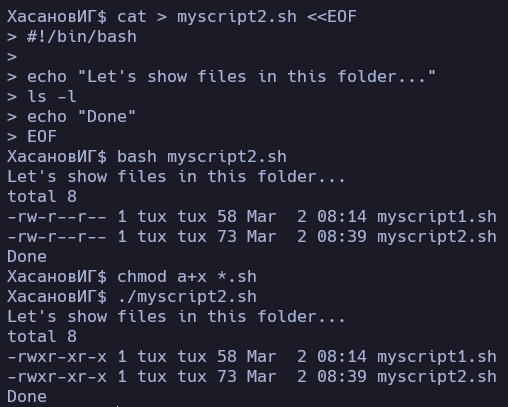 ХасановИГ$ cat > myscript2.sh <<EOF
> #!/bin/bash
>
> echo "Let's show files in this folder..."
> ls -l
> echo "Done"
> EOF
ХасановИГ$ bash myscript2.sh
Let's show files in this folder...
total 8
-rw-r--r-- 1 tux tux 58 Mar  2 08:14 myscript1.sh
-rw-r--r-- 1 tux tux 73 Mar  2 08:39 myscript2.sh
Done
ХасановИГ$ chmod a+x *.sh
ХасановИГ$ ./myscript2.sh
Let's show files in this folder...
total 8
-rwxr-xr-x 1 tux tux 58 Mar  2 08:14 myscript1.sh
-rwxr-xr-x 1 tux tux 73 Mar  2 08:39 myscript2.sh
Done